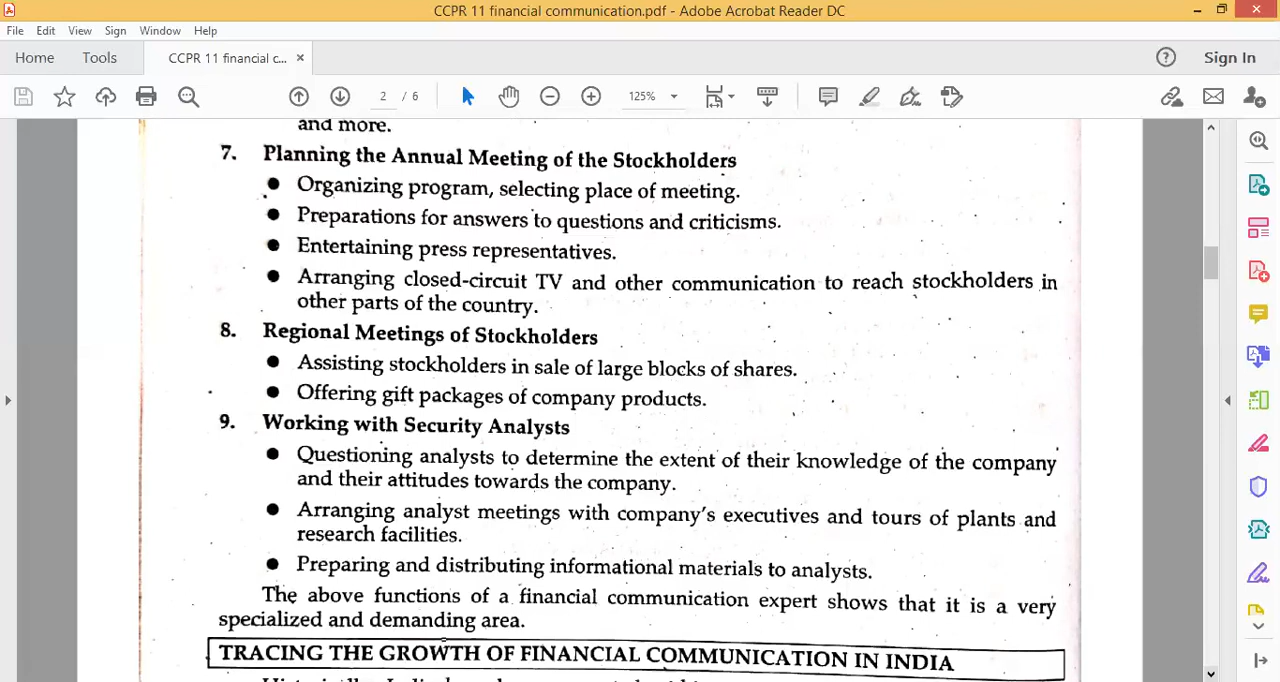 CCPR 11 financial communication.pdf - Adobe Acrobat Reader DC
File Edit View Sign Window Help
Home Tools CCPR 11 financial c... × Sign In
2 / 6 125%
and more.
7. Planning the Annual Meeting of the Stockholders
● Organizing program, selecting place of meeting.
● Preparations for answers to questions and criticisms.
● Entertaining press representatives.
● Arranging closed-circuit TV and other communication to reach stockholders in
other parts of the country.
8. Regional Meetings of Stockholders
● Assisting stockholders in sale of large blocks of shares.
● Offering gift packages of company products.
9. Working with Security Analysts
● Questioning analysts to determine the extent of their knowledge of the company
and their attitudes towards the company.
● Arranging analyst meetings with company's executives and tours of plants and
research facilities.
● Preparing and distributing informational materials to analysts.
The above functions of a financial communication expert shows that it is a very
specialized and demanding area.
TRACING THE GROWTH OF FINANCIAL COMMUNICATION IN INDIA